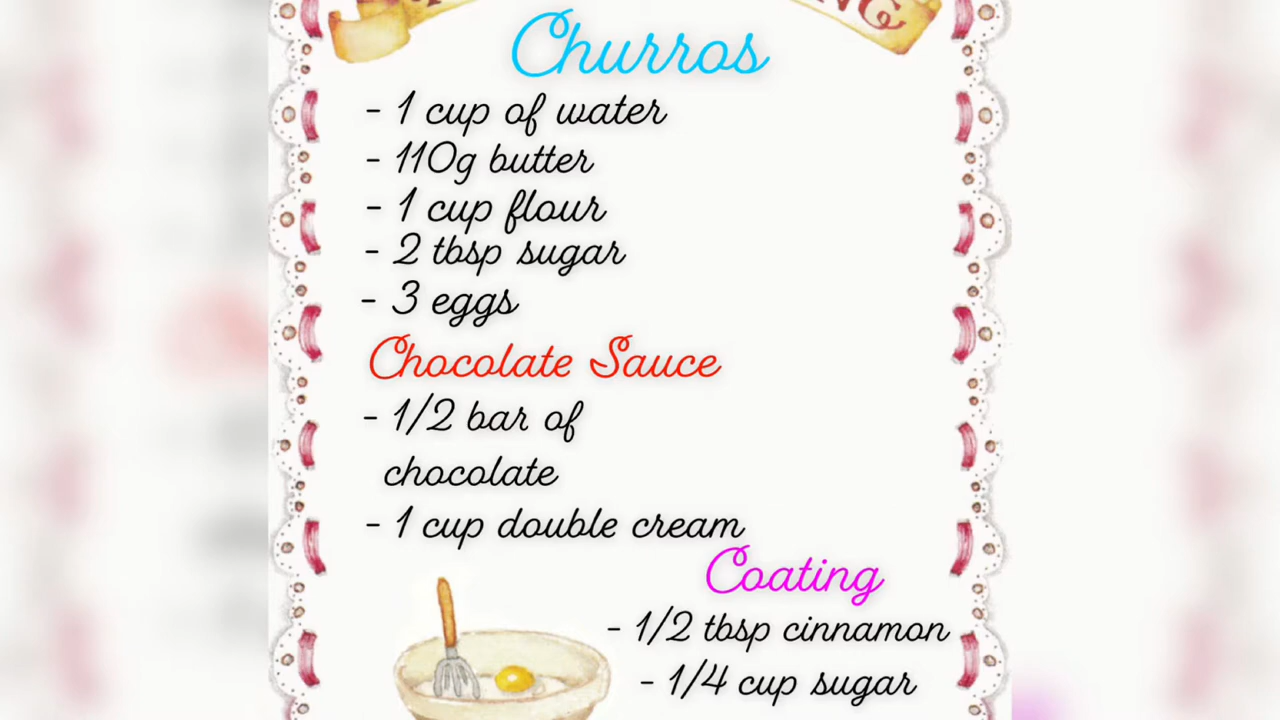 Churros
- 1 cup of water
- 110g butter
- 1 cup flour
- 2 tbsp sugar
- 3 eggs
Chocolate Sauce
- 1/2 bar of
chocolate
- 1 cup double cream
Coating
- 1/2 tbsp cinnamon
- 1/4 cup sugar